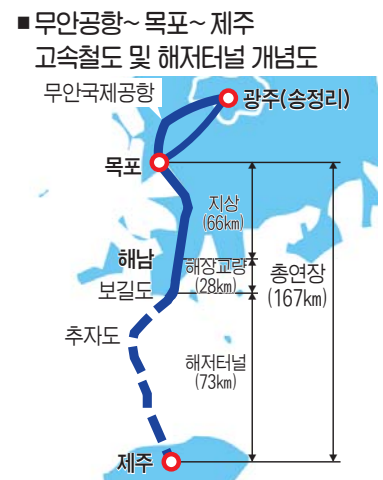 ■ 무안공항~ 목포~ 제주
고속철도 및 해저터널 개념도
무안국제공항
광주(송정리)
목포
지상
(66km)
해남
해장교량
(28km)
총연장
(167km)
보길도
추자도
해저터널
(73km)
제주